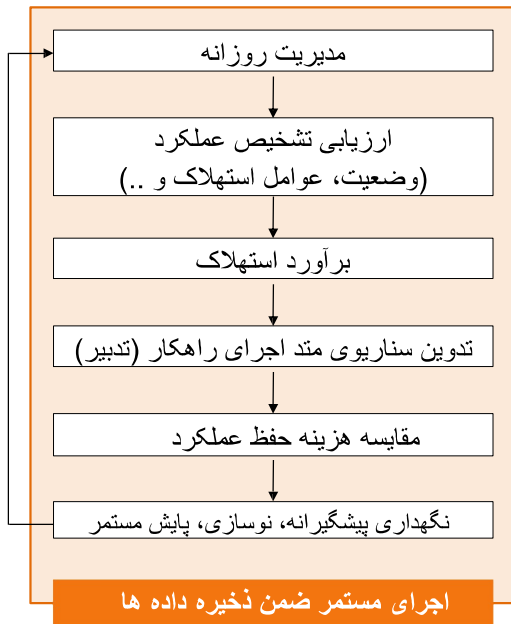 مدیریت روزانه
ارزیابی تشخیص عملکرد
(وضعیت، عوامل استهلاک و ..)
برآورد استهلاک
تدوین سناریوی متد اجرای راهکار (تدبیر)
مقایسه هزینه حفظ عملکرد
نگهداری پیشگیرانه، نوسازی، پایش مستمر
اجرای مستمر ضمن ذخیره داده ها